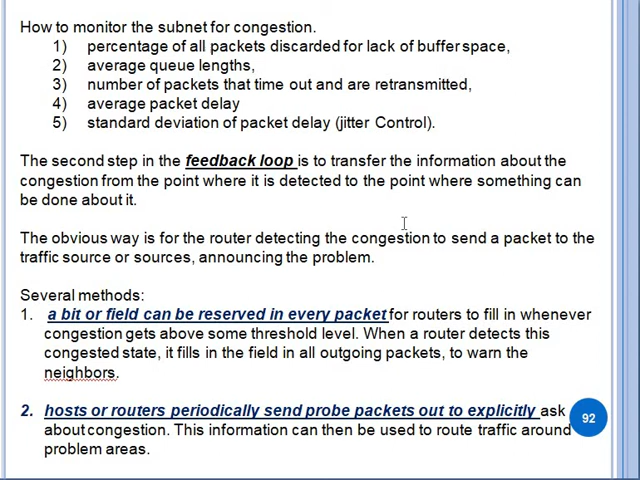 How to monitor the subnet for congestion.
1) percentage of all packets discarded for lack of buffer space,
2) average queue lengths,
3) number of packets that time out and are retransmitted,
4) average packet delay
5) standard deviation of packet delay (jitter Control).
The second step in the feedback loop is to transfer the information about the
congestion from the point where it is detected to the point where something can
be done about it.
The obvious way is for the router detecting the congestion to send a packet to the
traffic source or sources, announcing the problem.
Several methods:
1. a bit or field can be reserved in every packet for routers to fill in whenever
congestion gets above some threshold level. When a router detects this
congested state, it fills in the field in all outgoing packets, to warn the
neighbors.
2. hosts or routers periodically send probe packets out to explicitly ask
about congestion. This information can then be used to route traffic around
problem areas.
92